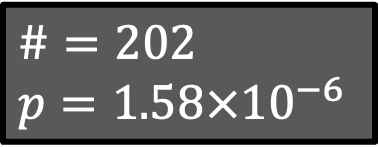 # = 202
p = 1.58×10⁻⁶